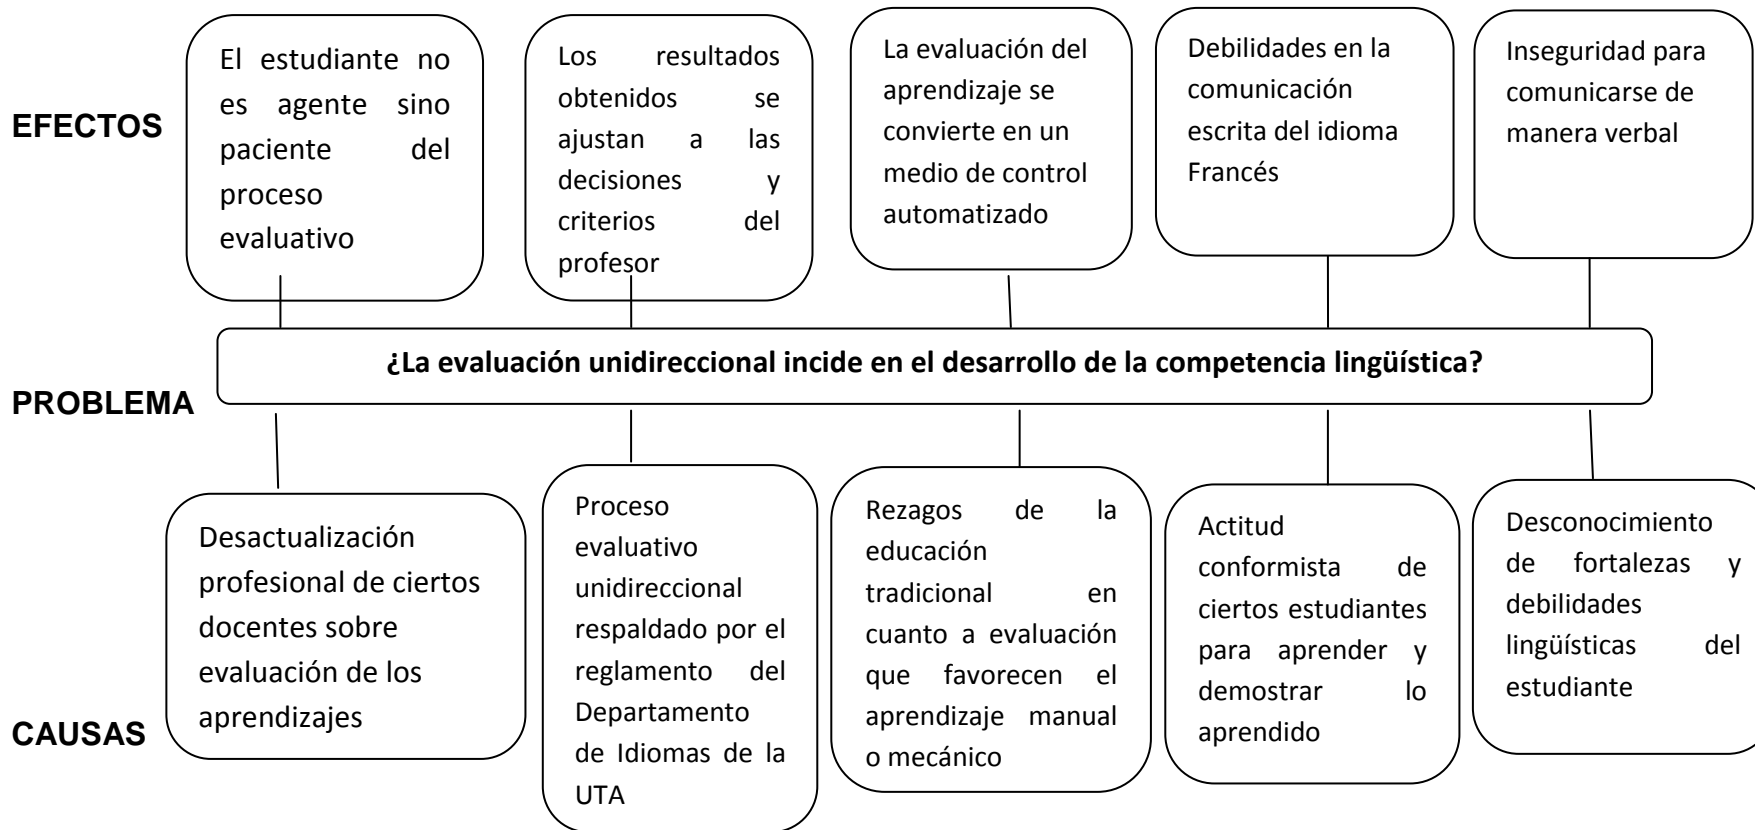 EFECTOS
El estudiante no
es agente sino
paciente del
proceso
evaluativo
Los resultados
obtenidos se
ajustan a las
decisiones y
criterios del
profesor
La evaluación del
aprendizaje se
convierte en un
medio de control
automatizado
Debilidades en la
comunicación
escrita del idioma
Francés
Inseguridad para
comunicarse de
manera verbal
PROBLEMA
¿La evaluación unidireccional incide en el desarrollo de la competencia lingüística?
CAUSAS
Desactualización
profesional de ciertos
docentes sobre
evaluación de los
aprendizajes
Proceso
evaluativo
unidireccional
respaldado por el
reglamento del
Departamento
de Idiomas de la
UTA
Rezagos de la
educación
tradicional en
cuanto a evaluación
que favorecen el
aprendizaje manual
o mecánico
Actitud
conformista de
ciertos estudiantes
para aprender y
demostrar lo
aprendido
Desconocimiento
de fortalezas y
debilidades
lingüísticas del
estudiante